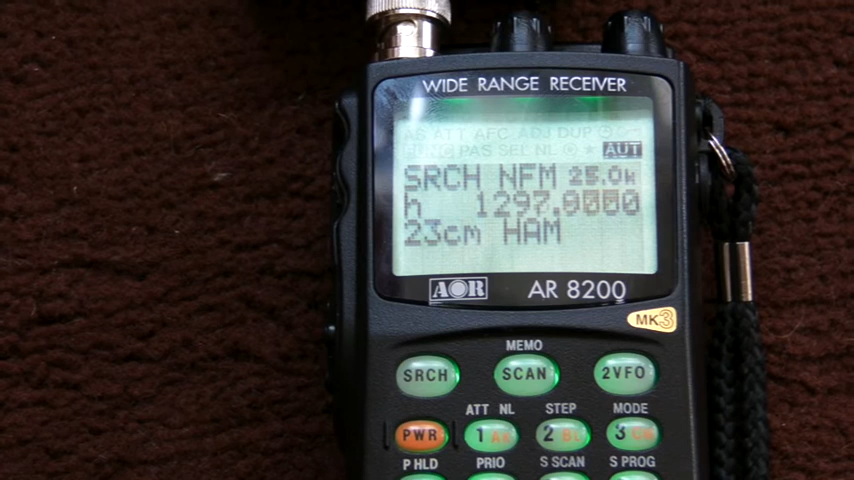 WIDE RANGE RECEIVER
AS ATT AFC ADJ DUP
FUNC PAS SEL NL AUT
SRCH NFM 25.0k
h 1297.0000
23cm HAM
AOR AR 8200
MK3
MEMO
SRCH SCAN 2VFO
ATT NL STEP MODE
PWR 1 2 3
P HLD PRIO S SCAN S PROG